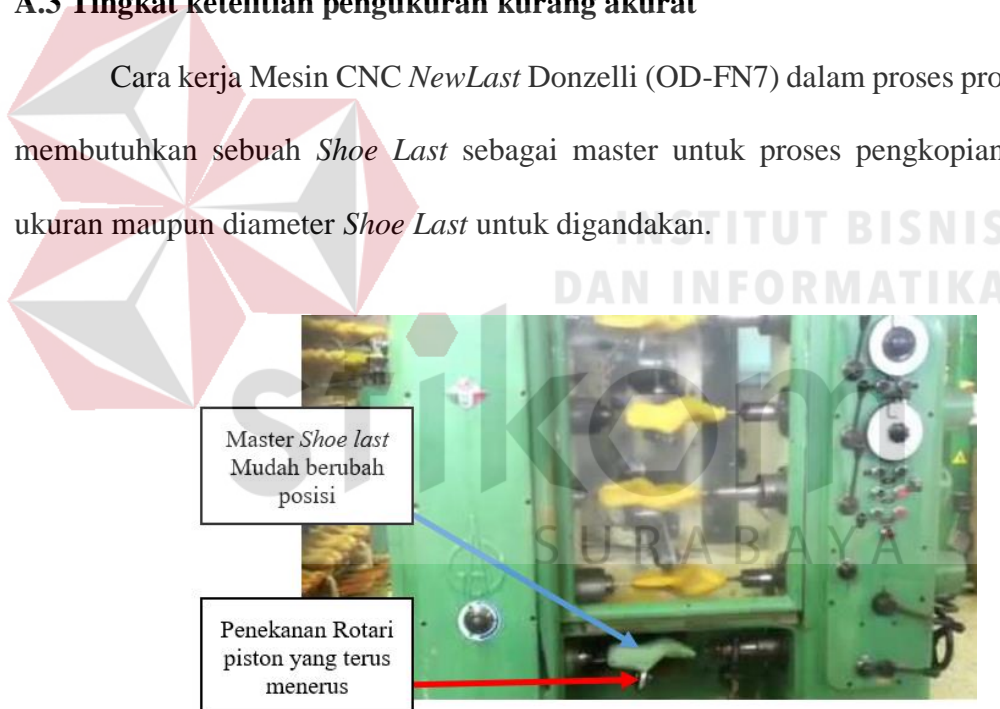 A.3 Tingkat ketelitian pengukuran kurang akurat
Cara kerja Mesin CNC NewLast Donzelli (OD-FN7) dalam proses pro
membutuhkan sebuah Shoe Last sebagai master untuk proses pengkopian
ukuran maupun diameter Shoe Last untuk digandakan.
INSTITUT BISNIS
DAN INFORMATIKA
stikom
SURABAYA
Master Shoe last
Mudah berubah
posisi
Penekanan Rotari
piston yang terus
menerus